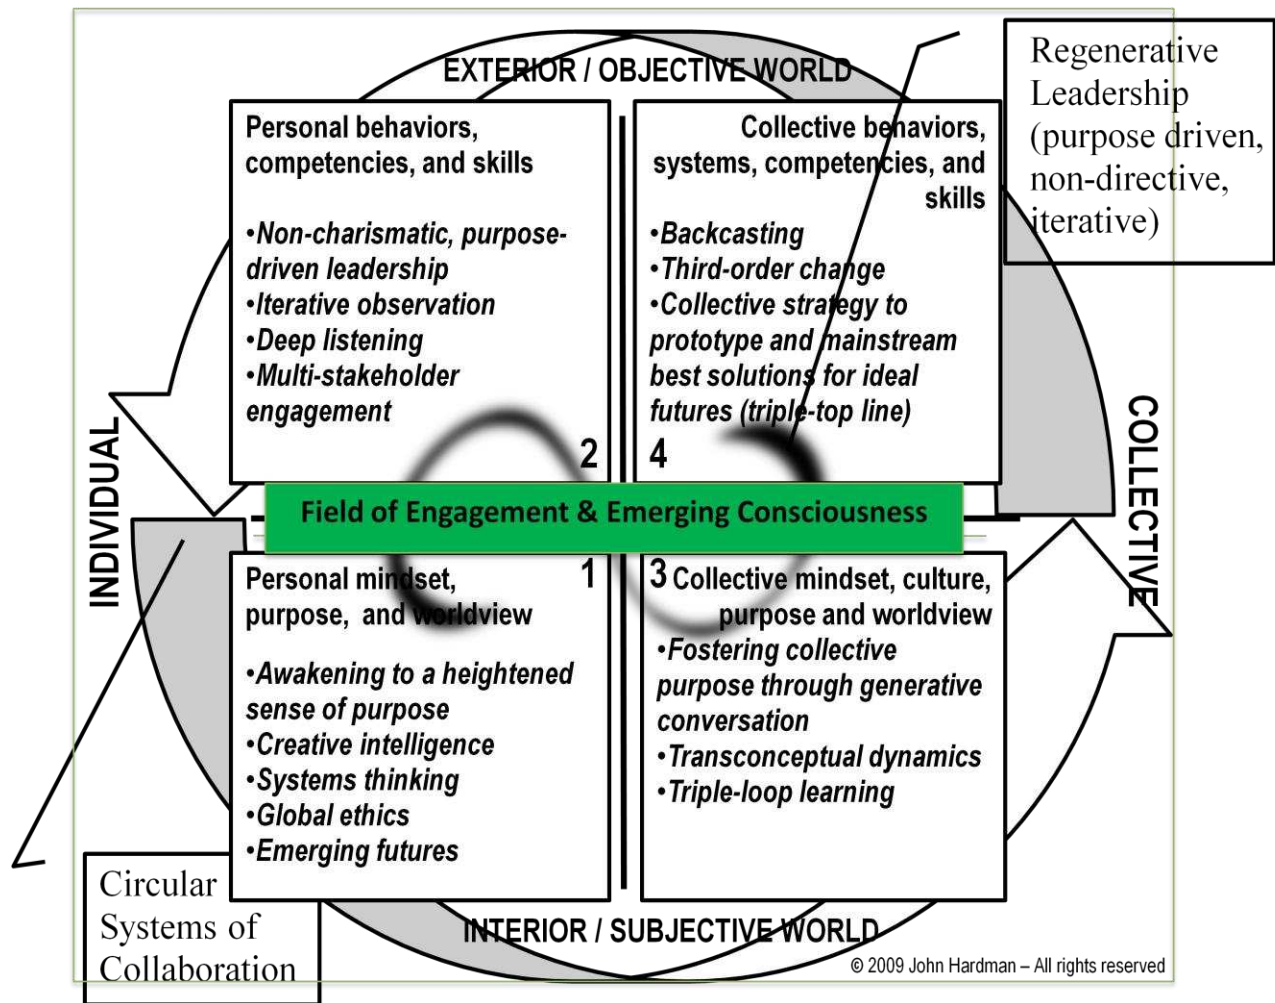 EXTERIOR / OBJECTIVE WORLD
Regenerative
Leadership
(purpose driven,
non-directive,
iterative)
Personal behaviors,
competencies, and skills
•Non-charismatic, purpose-
driven leadership
•Iterative observation
•Deep listening
•Multi-stakeholder
engagement
2
Collective behaviors,
systems, competencies, and
skills
•Backcasting
•Third-order change
•Collective strategy to
prototype and mainstream
best solutions for ideal
futures (triple-top line)
4
INDIVIDUAL
COLLECTIVE
Field of Engagement & Emerging Consciousness
1
Personal mindset,
purpose, and worldview
•Awakening to a heightened
sense of purpose
•Creative intelligence
•Systems thinking
•Global ethics
•Emerging futures
3 Collective mindset, culture,
purpose and worldview
•Fostering collective
purpose through generative
conversation
•Transconceptual dynamics
•Triple-loop learning
Circular
Systems of
Collaboration
INTERIOR / SUBJECTIVE WORLD
© 2009 John Hardman – All rights reserved